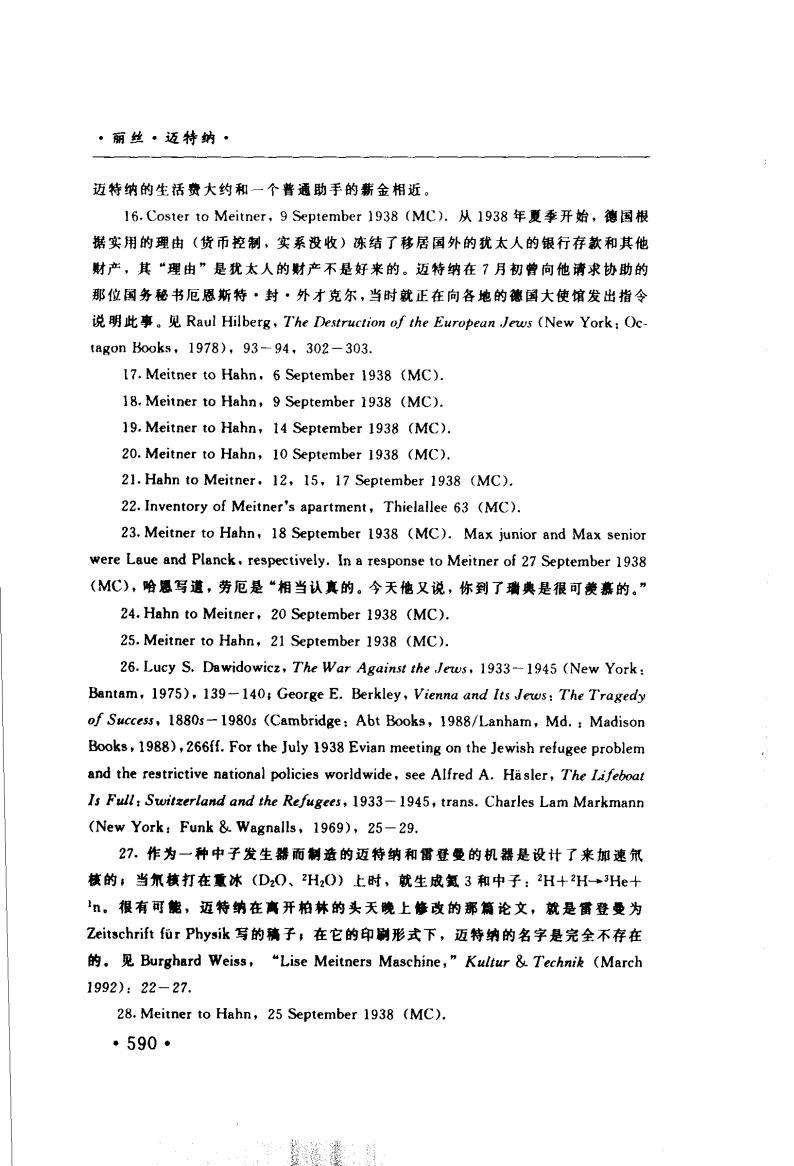 ·丽丝·迈特纳·
迈特纳的生活费大约和一个普通助手的薪金相近。
16. Coster to Meitner, 9 September 1938 (MC). 从 1938 年夏季开始，德国根
据实用的理由（货币控制，实系没收）冻结了移居国外的犹太人的银行存款和其他
财产，其“理由”是犹太人的财产不是好来的。迈特纳在 7 月初曾向他请求协助的
那位国务秘书厄恩斯特·封·外才克尔，当时就正在向各地的德国大使馆发出指令
说明此事。见 Raul Hilberg, The Destruction of the European Jews (New York: Oc-
tagon Books, 1978), 93－94, 302－303.
17. Meitner to Hahn, 6 September 1938 (MC).
18. Meitner to Hahn, 9 September 1938 (MC).
19. Meitner to Hahn, 14 September 1938 (MC).
20. Meitner to Hahn, 10 September 1938 (MC).
21. Hahn to Meitner, 12, 15, 17 September 1938 (MC).
22. Inventory of Meitner's apartment, Thielallee 63 (MC).
23. Meitner to Hahn, 18 September 1938 (MC). Max junior and Max senior
were Laue and Planck, respectively. In a response to Meitner of 27 September 1938
(MC), 哈恩写道，劳厄是“相当认真的。今天他又说，你到了瑞典是很可羡慕的。”
24. Hahn to Meitner, 20 September 1938 (MC).
25. Meitner to Hahn, 21 September 1938 (MC).
26. Lucy S. Dawidowicz, The War Against the Jews, 1933－1945 (New York:
Bantam, 1975), 139－140; George E. Berkley, Vienna and Its Jews: The Tragedy
of Success, 1880s－1980s (Cambridge: Abt Books, 1988/Lanham, Md. : Madison
Books, 1988), 266ff. For the July 1938 Evian meeting on the Jewish refugee problem
and the restrictive national policies worldwide, see Alfred A. Häsler, The Lifeboat
Is Full: Switzerland and the Refugees, 1933－1945, trans. Charles Lam Markmann
(New York: Funk & Wagnalls, 1969), 25－29.
27. 作为一种中子发生器而制造的迈特纳和雷登曼的机器是设计了来加速氘
核的；当氘核打在重冰（D₂O、²H₂O）上时，就生成氦 3 和中子：²H+²H→³He+
¹n。很有可能，迈特纳在离开柏林的头天晚上修改的那篇论文，就是雷登曼为
Zeitschrift für Physik 写的稿子；在它的印刷形式下，迈特纳的名字是完全不存在
的。见 Burghard Weiss, “Lise Meitners Maschine,” Kultur & Technik (March
1992): 22－27.
28. Meitner to Hahn, 25 September 1938 (MC).
·590·